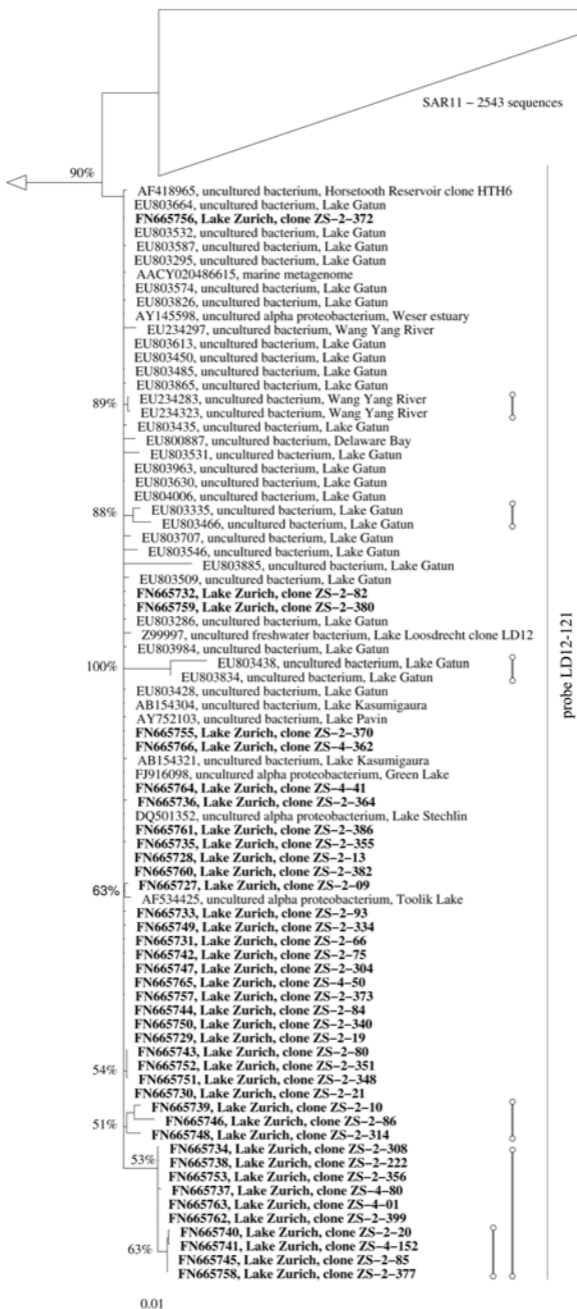 SAR11 – 2543 sequences
90%
AF418965, uncultured bacterium, Horsetooth Reservoir clone HTH6
EU803664, uncultured bacterium, Lake Gatun
FN665756, Lake Zurich, clone ZS–2–372
EU803532, uncultured bacterium, Lake Gatun
EU803587, uncultured bacterium, Lake Gatun
EU803295, uncultured bacterium, Lake Gatun
AACY020486615, marine metagenome
EU803574, uncultured bacterium, Lake Gatun
EU803826, uncultured bacterium, Lake Gatun
AY145598, uncultured alpha proteobacterium, Weser estuary
EU234297, uncultured bacterium, Wang Yang River
EU803613, uncultured bacterium, Lake Gatun
EU803450, uncultured bacterium, Lake Gatun
EU803485, uncultured bacterium, Lake Gatun
EU803865, uncultured bacterium, Lake Gatun
89%
EU234283, uncultured bacterium, Wang Yang River
EU234323, uncultured bacterium, Wang Yang River
EU803435, uncultured bacterium, Lake Gatun
EU800887, uncultured bacterium, Delaware Bay
EU803531, uncultured bacterium, Lake Gatun
EU803963, uncultured bacterium, Lake Gatun
EU803630, uncultured bacterium, Lake Gatun
EU804006, uncultured bacterium, Lake Gatun
88%
EU803335, uncultured bacterium, Lake Gatun
EU803466, uncultured bacterium, Lake Gatun
EU803707, uncultured bacterium, Lake Gatun
EU803546, uncultured bacterium, Lake Gatun
EU803885, uncultured bacterium, Lake Gatun
EU803509, uncultured bacterium, Lake Gatun
FN665732, Lake Zurich, clone ZS–2–82
FN665759, Lake Zurich, clone ZS–2–380
EU803286, uncultured bacterium, Lake Gatun
Z99997, uncultured freshwater bacterium, Lake Loosdrecht clone LD12
EU803984, uncultured bacterium, Lake Gatun
100%
EU803438, uncultured bacterium, Lake Gatun
EU803834, uncultured bacterium, Lake Gatun
EU803428, uncultured bacterium, Lake Gatun
AB154304, uncultured bacterium, Lake Kasumigaura
AY752103, uncultured bacterium, Lake Pavin
FN665755, Lake Zurich, clone ZS–2–370
FN665766, Lake Zurich, clone ZS–4–362
AB154321, uncultured bacterium, Lake Kasumigaura
FJ916098, uncultured alpha proteobacterium, Green Lake
FN665764, Lake Zurich, clone ZS–4–41
FN665736, Lake Zurich, clone ZS–2–364
DQ501352, uncultured alpha proteobacterium, Lake Stechlin
FN665761, Lake Zurich, clone ZS–2–386
FN665735, Lake Zurich, clone ZS–2–355
FN665728, Lake Zurich, clone ZS–2–13
FN665760, Lake Zurich, clone ZS–2–382
63%
FN665727, Lake Zurich, clone ZS–2–09
AF534425, uncultured alpha proteobacterium, Toolik Lake
FN665733, Lake Zurich, clone ZS–2–93
FN665749, Lake Zurich, clone ZS–2–334
FN665731, Lake Zurich, clone ZS–2–66
FN665742, Lake Zurich, clone ZS–2–75
FN665747, Lake Zurich, clone ZS–2–304
FN665765, Lake Zurich, clone ZS–4–50
FN665757, Lake Zurich, clone ZS–2–373
FN665744, Lake Zurich, clone ZS–2–84
FN665750, Lake Zurich, clone ZS–2–340
FN665729, Lake Zurich, clone ZS–2–19
54%
FN665743, Lake Zurich, clone ZS–2–80
FN665752, Lake Zurich, clone ZS–2–351
FN665751, Lake Zurich, clone ZS–2–348
FN665730, Lake Zurich, clone ZS–2–21
51%
FN665739, Lake Zurich, clone ZS–2–10
FN665746, Lake Zurich, clone ZS–2–86
FN665748, Lake Zurich, clone ZS–2–314
53%
FN665734, Lake Zurich, clone ZS–2–308
FN665738, Lake Zurich, clone ZS–2–222
FN665753, Lake Zurich, clone ZS–2–356
FN665737, Lake Zurich, clone ZS–4–80
FN665763, Lake Zurich, clone ZS–4–01
FN665762, Lake Zurich, clone ZS–2–399
63%
FN665740, Lake Zurich, clone ZS–2–20
FN665741, Lake Zurich, clone ZS–4–152
FN665745, Lake Zurich, clone ZS–2–85
FN665758, Lake Zurich, clone ZS–2–377
probe LD12-121
0.01